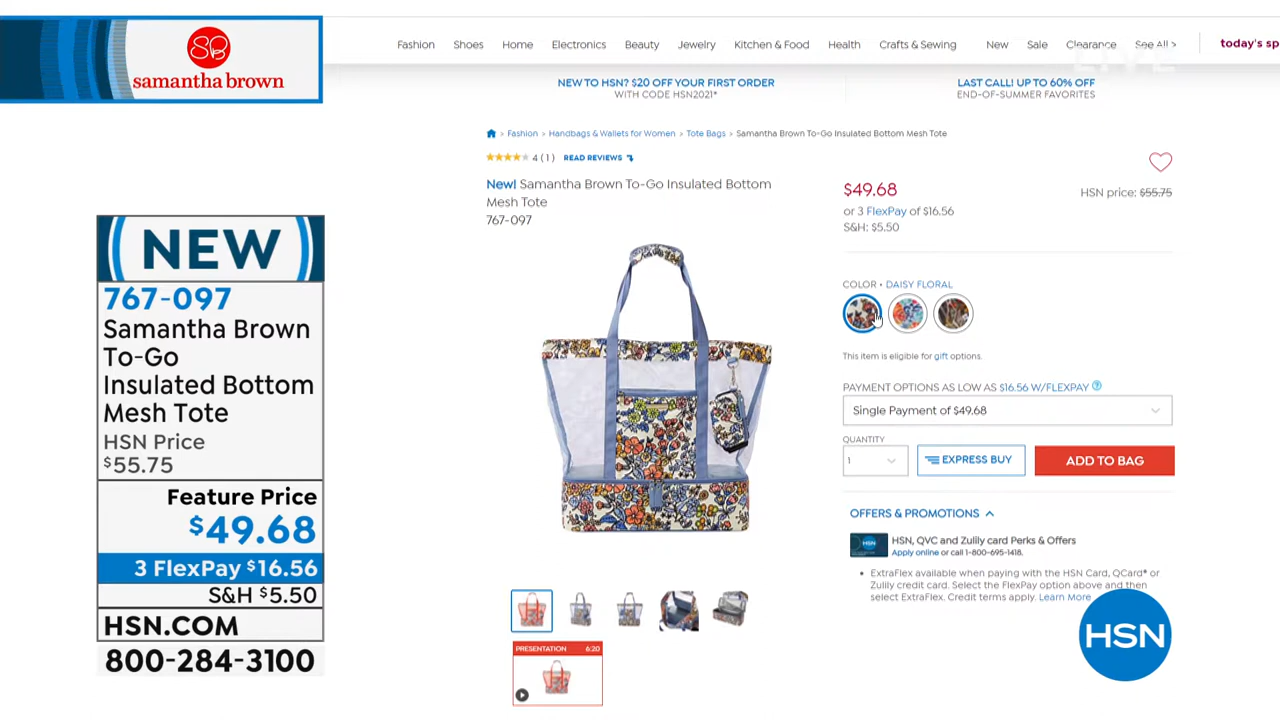 SB
samantha brown
Fashion Shoes Home Electronics Beauty Jewelry Kitchen & Food Health Crafts & Sewing New Sale Clearance See All > today's sp
LIVE
NEW TO HSN? $20 OFF YOUR FIRST ORDER
WITH CODE HSN2021*
LAST CALL! UP TO 60% OFF
END-OF-SUMMER FAVORITES
> Fashion > Handbags & Wallets for Women > Tote Bags > Samantha Brown To-Go Insulated Bottom Mesh Tote
4 ( 1 ) READ REVIEWS
New! Samantha Brown To-Go Insulated Bottom
Mesh Tote
767-097
$49.68
HSN price: $55.75
or 3 FlexPay of $16.56
S&H: $5.50
COLOR • DAISY FLORAL
This item is eligible for gift options.
PAYMENT OPTIONS AS LOW AS $16.56 W/FLEXPAY ?
Single Payment of $49.68
QUANTITY
1
EXPRESS BUY
ADD TO BAG
OFFERS & PROMOTIONS
HSN
HSN, QVC and Zulily card Perks & Offers
Apply online or call 1-800-695-1418.
• ExtraFlex available when paying with the HSN Card, QCard® or
Zulily credit card. Select the FlexPay option above and then
select ExtraFlex. Credit terms apply. Learn More
PRESENTATION 6:20
HSN
NEW
767-097
Samantha Brown
To-Go
Insulated Bottom
Mesh Tote
HSN Price
$55.75
Feature Price
$49.68
3 FlexPay $16.56
S&H $5.50
HSN.COM
800-284-3100